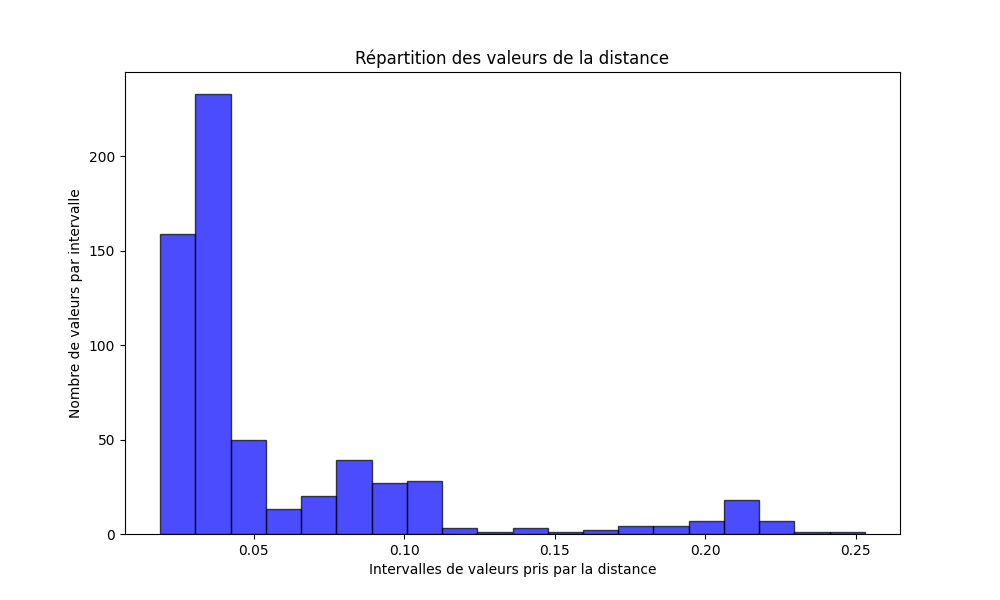 Répartition des valeurs de la distance
Nombre de valeurs par intervalle
200
150
100
50
0
0.05 0.10 0.15 0.20 0.25
Intervalles de valeurs pris par la distance